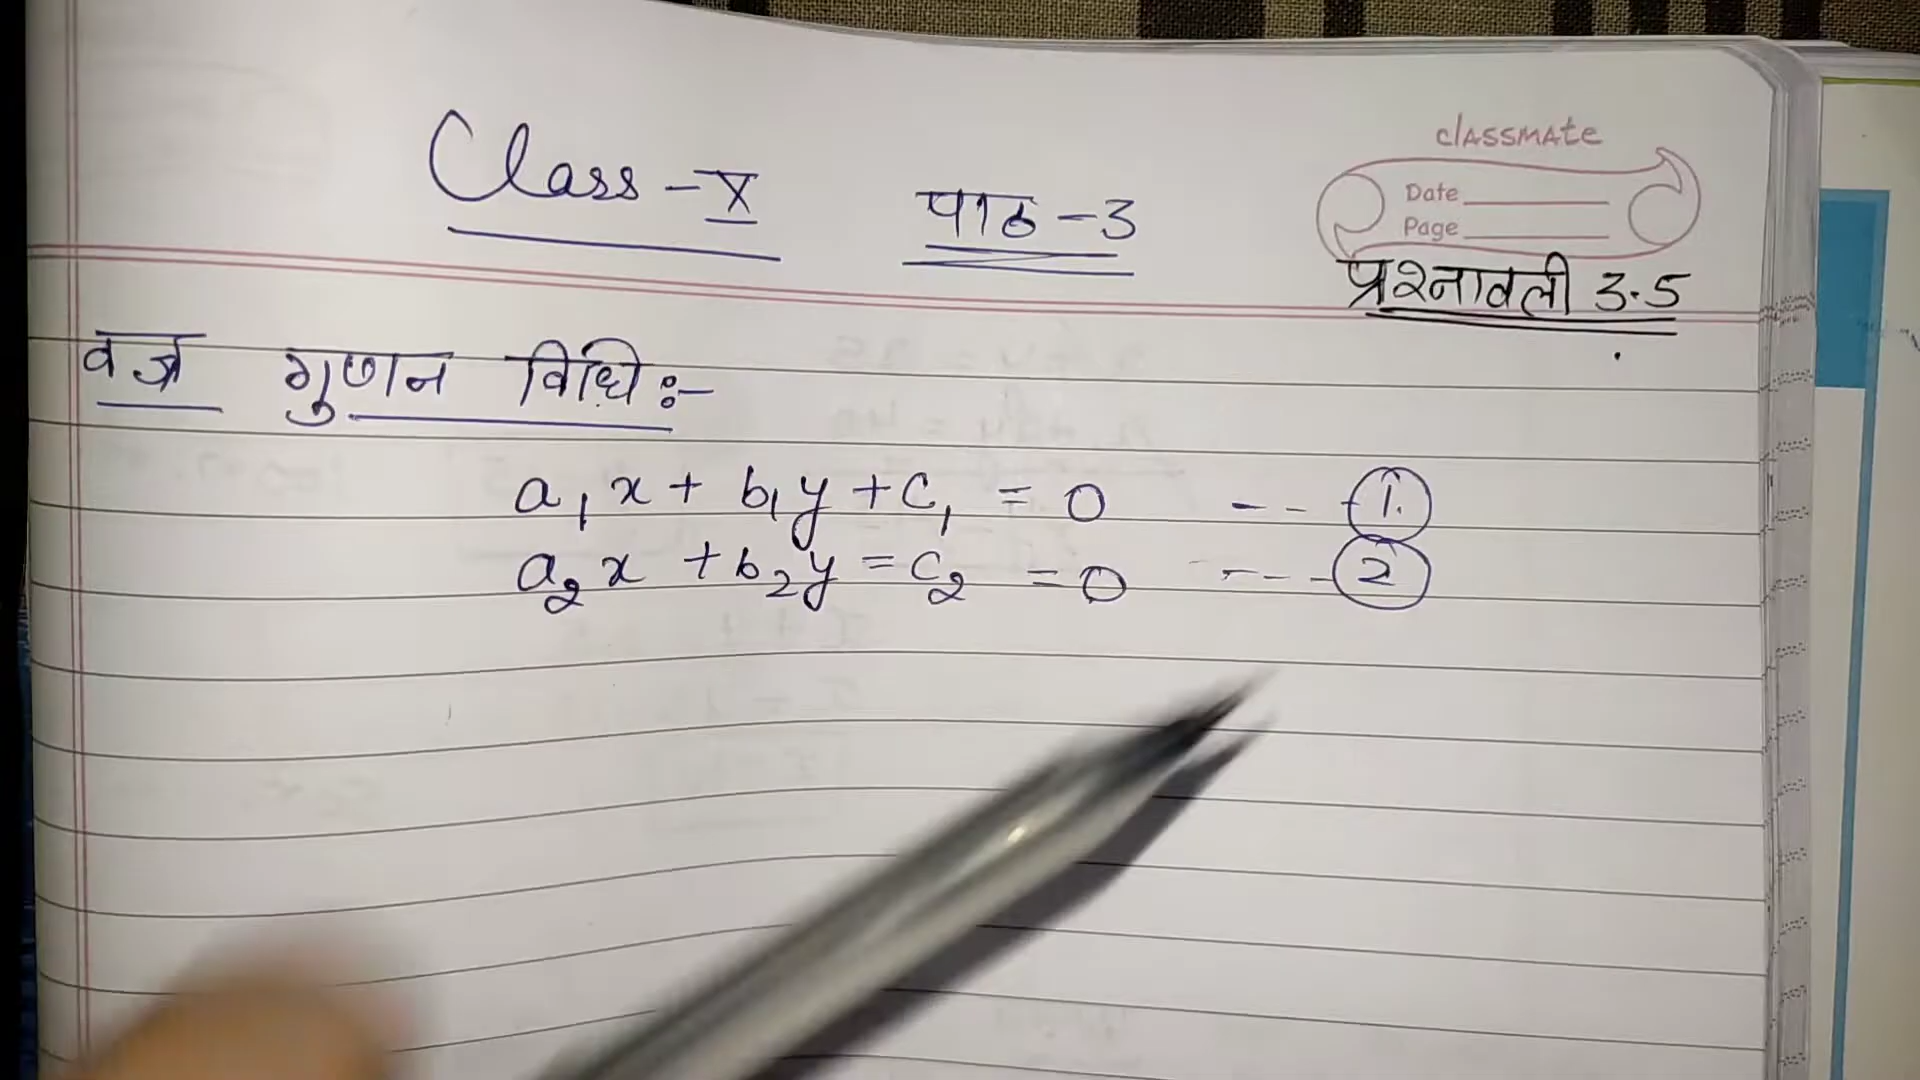 classmate
Date
Page
Class - X पाठ - 3
प्रश्नावली 3.5
वज्र गुणन विधि :-
a₁x + b₁y + c₁ = 0 --- 1.
a₂x + b₂y = c₂ = 0 --- 2